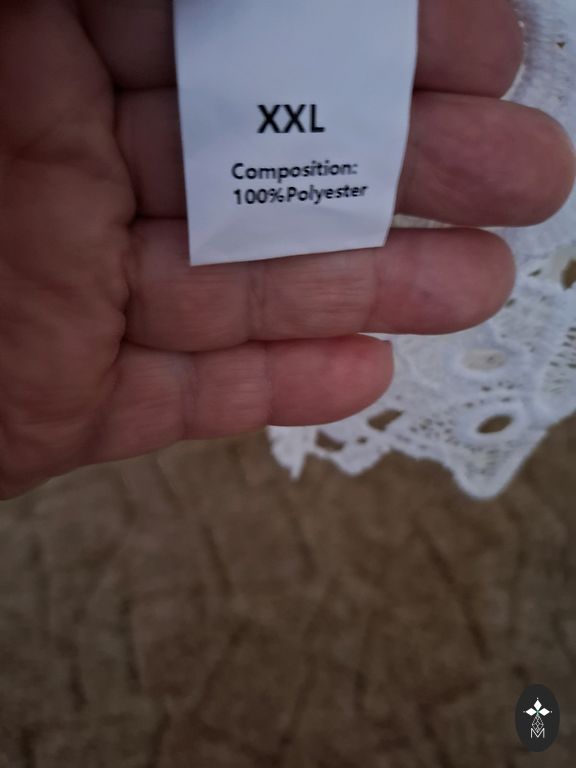 XXL
Composition:
100%Polyester
M